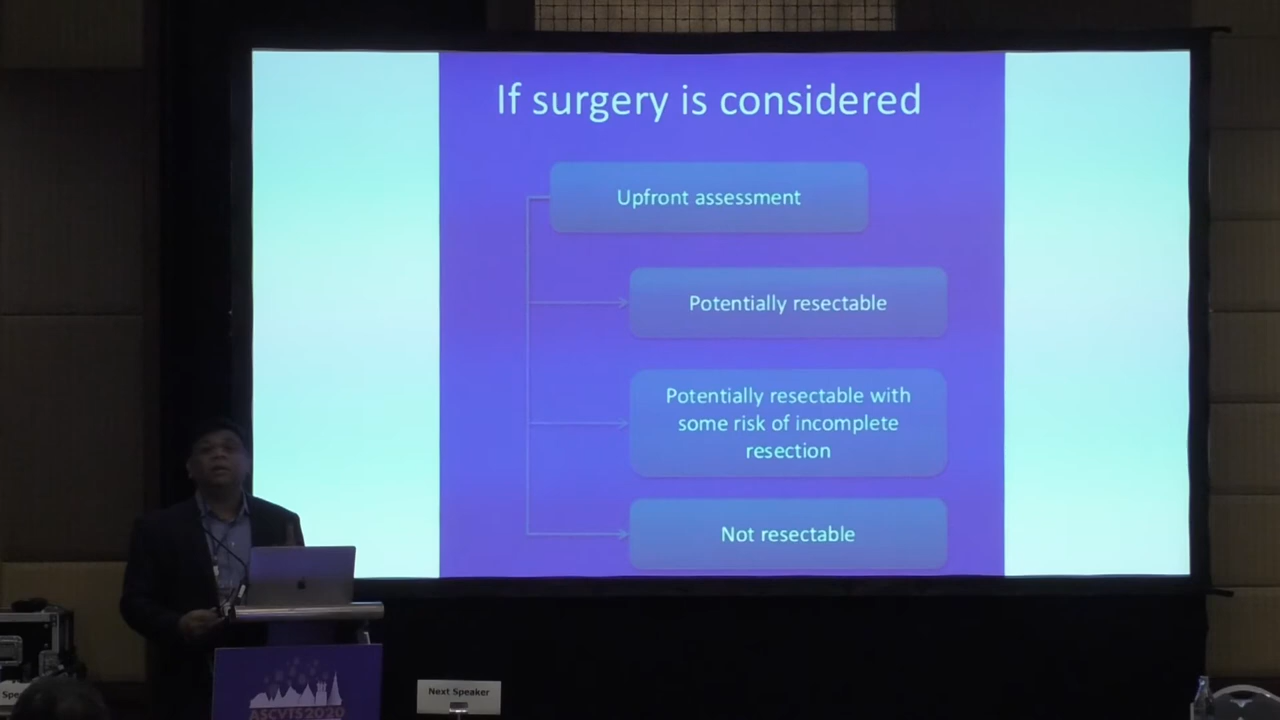 If surgery is considered
Upfront assessment
Potentially resectable
Potentially resectable with
some risk of incomplete
resection
Not resectable
Next Speaker
ASCVTS2020